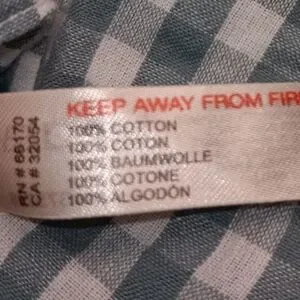 KEEP AWAY FROM FIR
100% COTTON
100% COTON
100% BAUMWOLLE
100% COTONE
100% ALGODÓN
RN # 66170
CA # 32054